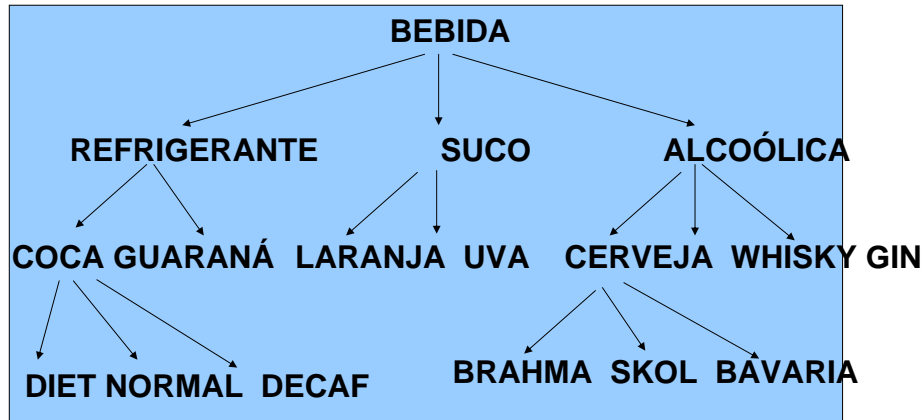 BEBIDA
REFRIGERANTE SUCO ALCOÓLICA
COCA GUARANÁ LARANJA UVA CERVEJA WHISKY GIN
DIET NORMAL DECAF BRAHMA SKOL BAVARIA